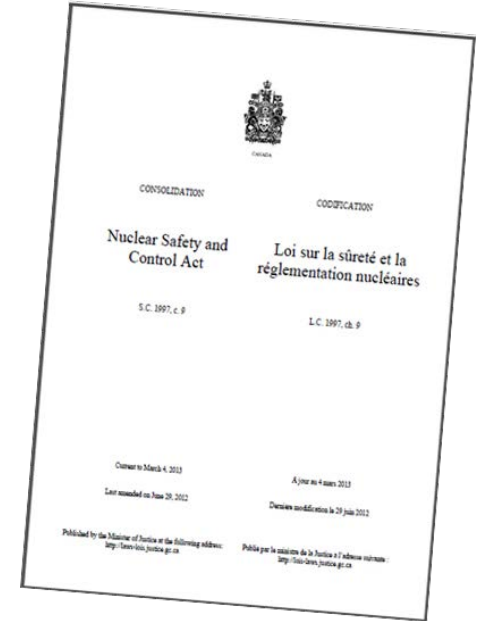 CANADA
CONSOLIDATION
Nuclear Safety and
Control Act
S.C. 1997, c. 9
Current to March 4, 2013
Last amended on June 29, 2012
Published by the Minister of Justice at the following address:
http://laws-lois.justice.gc.ca
CODIFICATION
Loi sur la sûreté et la
réglementation nucléaires
L.C. 1997, ch. 9
À jour au 4 mars 2013
Dernière modification le 29 juin 2012
Publié par le ministre de la Justice à l'adresse suivante :
http://lois-laws.justice.gc.ca